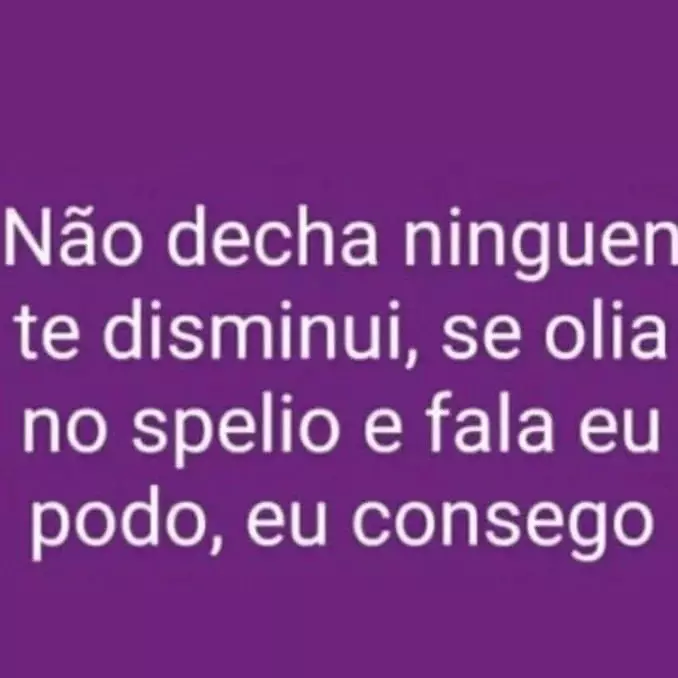 Não decha ninguen
te disminui, se olia
no spelio e fala eu
podo, eu consego